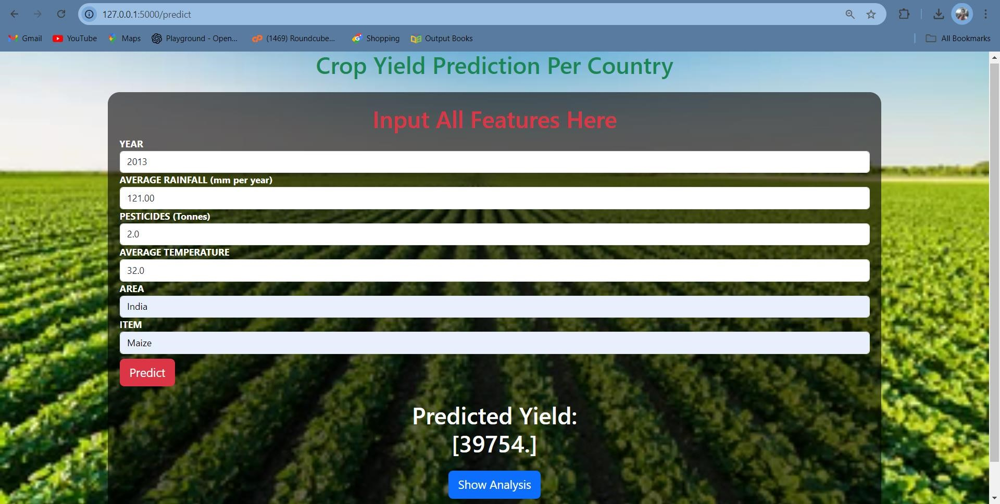 127.0.0.1:5000/predict
Gmail YouTube Maps Playground - Open... (1469) Roundcube... Shopping Output Books All Bookmarks
Crop Yield Prediction Per Country
Input All Features Here
YEAR
2013
AVERAGE RAINFALL (mm per year)
121.00
PESTICIDES (Tonnes)
2.0
AVERAGE TEMPERATURE
32.0
AREA
India
ITEM
Maize
Predict
Predicted Yield:
[39754.]
Show Analysis